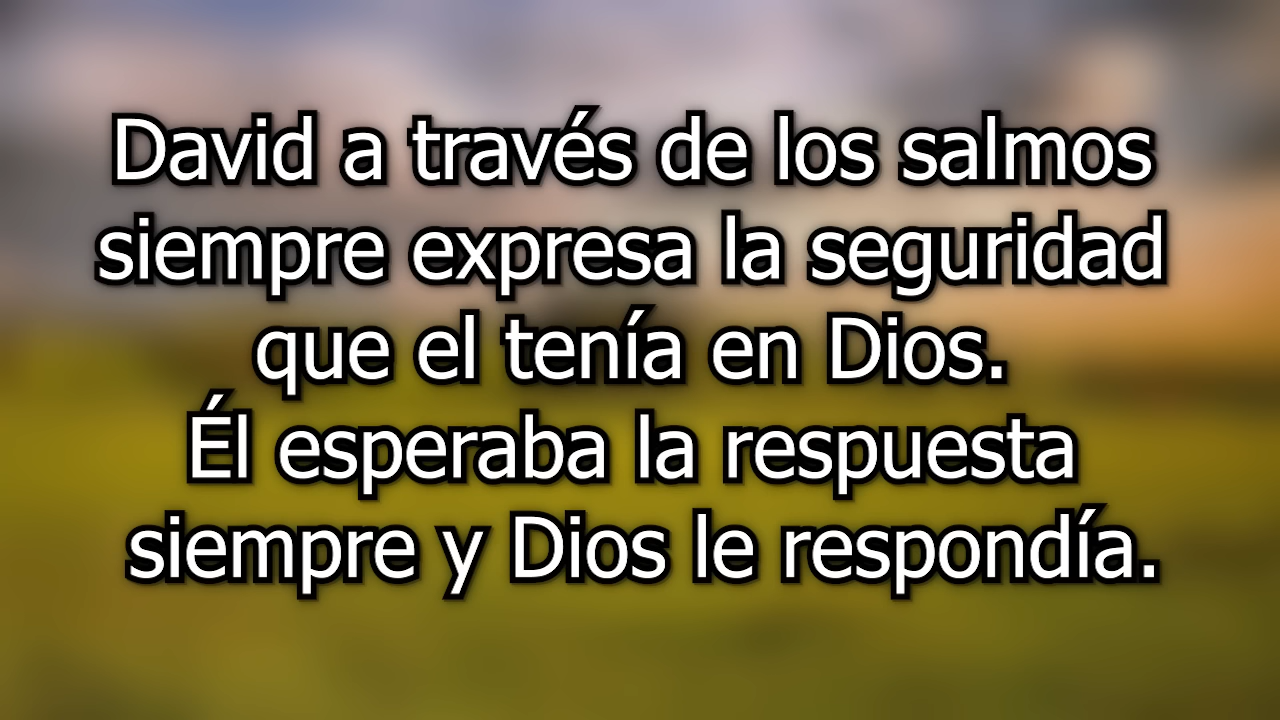 David a través de los salmos
siempre expresa la seguridad
que el tenía en Dios.
Él esperaba la respuesta
siempre y Dios le respondía.